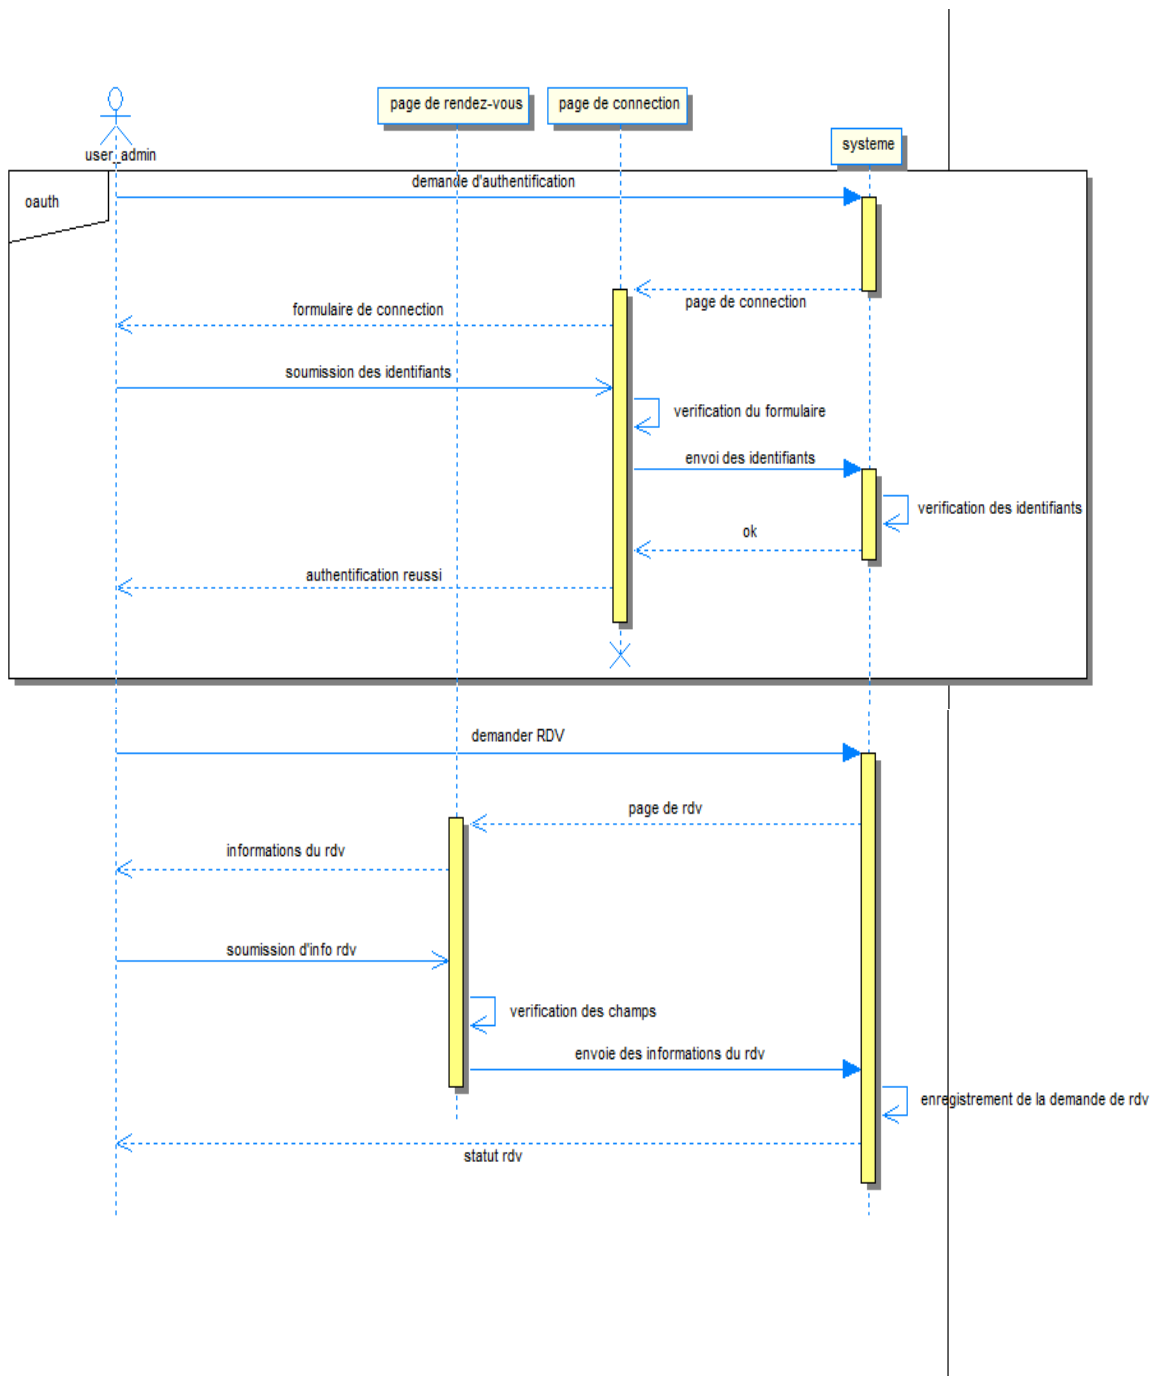 page de rendez-vous
page de connection
systeme
user_admin
oauth
demande d'authentification
page de connection
formulaire de connection
soumission des identifiants
verification du formulaire
envoi des identifiants
verification des identifiants
ok
authentification reussi
demander RDV
page de rdv
informations du rdv
soumission d'info rdv
verification des champs
envoie des informations du rdv
enregistrement de la demande de rdv
statut rdv